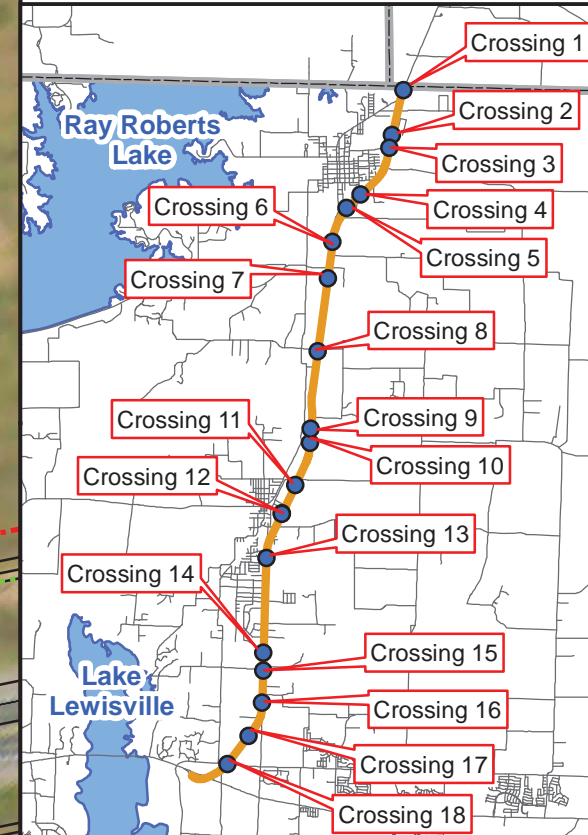 Crossing 1
Crossing 2
Ray Roberts
Lake
Crossing 3
Crossing 4
Crossing 6
Crossing 5
Crossing 7
Crossing 8
Crossing 9
Crossing 11
Crossing 10
Crossing 12
Crossing 13
Crossing 14
Crossing 15
Lake
Lewisville
Crossing 16
Crossing 17
Crossing 18